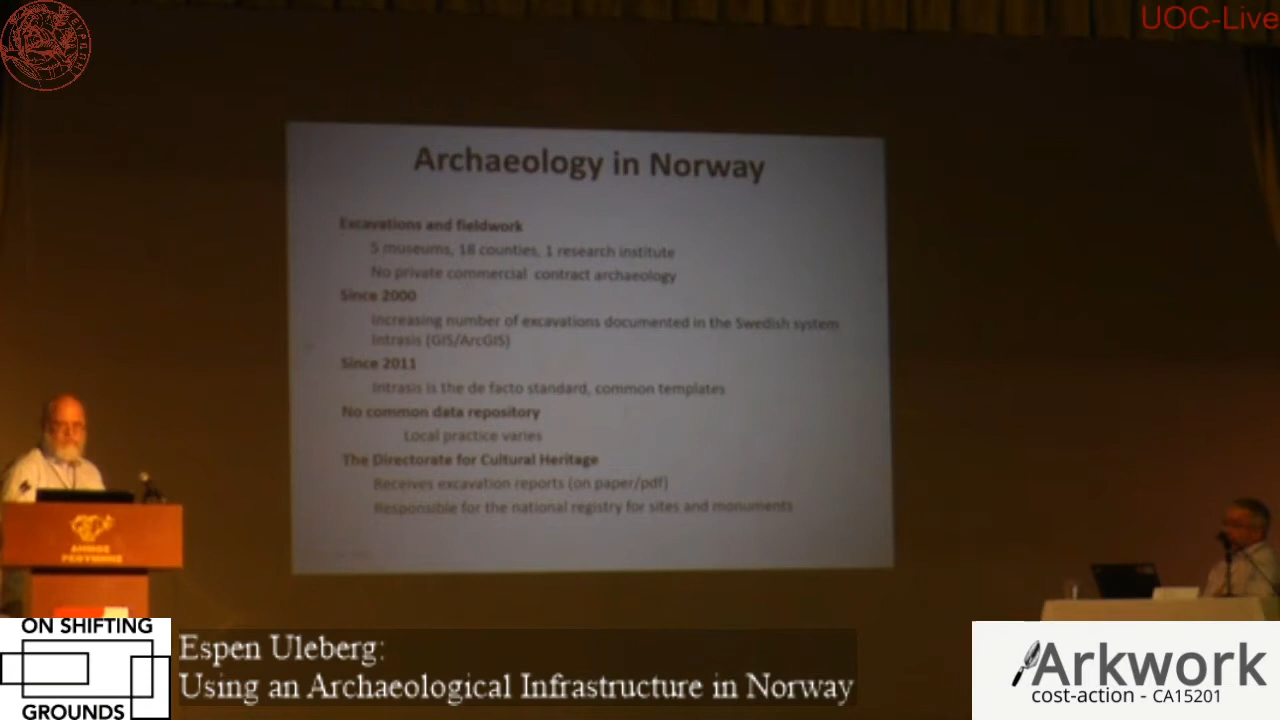 UOC-Live
Archaeology in Norway
Excavations and fieldwork
5 museums, 18 counties, 1 research institute
No private commercial contract archaeology
Since 2000
Increasing number of excavations documented in the Swedish system
Intrasis (GIS/ArcGIS)
Since 2011
Intrasis is the de facto standard, common templates
No common data repository
Local practice varies
The Directorate for Cultural Heritage
Receives excavation reports (on paper/pdf)
Responsible for the national registry for sites and monuments
ΔΗΜΟΣ
ΡΕΘΥΜΝΗΣ
ON SHIFTING
GROUNDS
Espen Uleberg:
Using an Archaeological Infrastructure in Norway
Arkwork
cost-action - CA15201